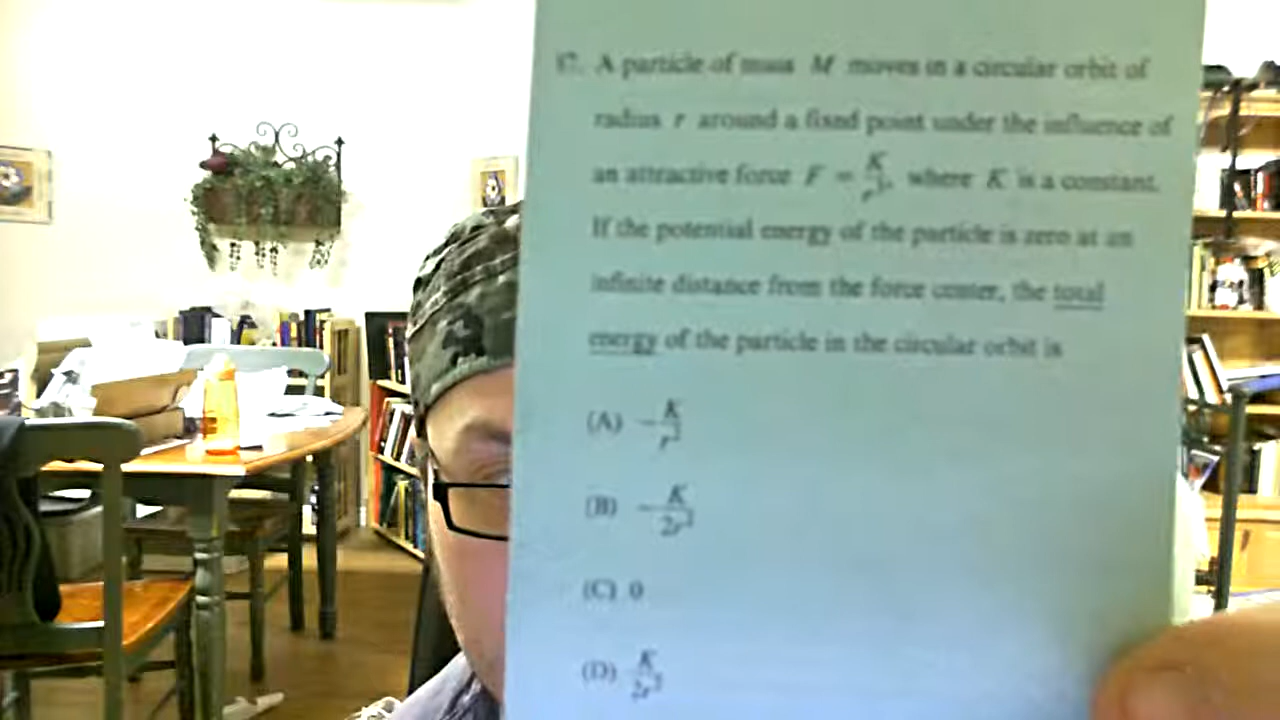 17. A particle of mass M moves in a circular orbit of
radius r around a fixed point under the influence of
an attractive force F = K/r³, where K is a constant.
If the potential energy of the particle is zero at an
infinite distance from the force center, the total
energy of the particle in the circular orbit is
(A) -K/r²
(B) -K/2r²
(C) 0
(D) K/2r²